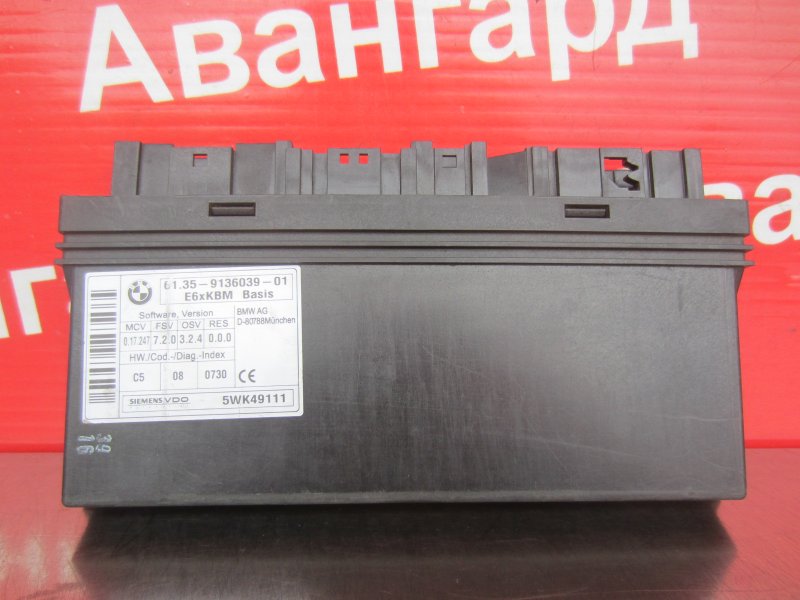 Авангард
Авангард
BMW
61.35-9136039-01
E6xKBM Basis
Software, Version
BMW AG
D-80788München
MCV FSV OSV RES
0.17.247 7.2.0 3.2.4 0.0.0
HW./Cod.-/Diag.-Index
C5 08 0730 CE
SIEMENS VDO 5WK49111